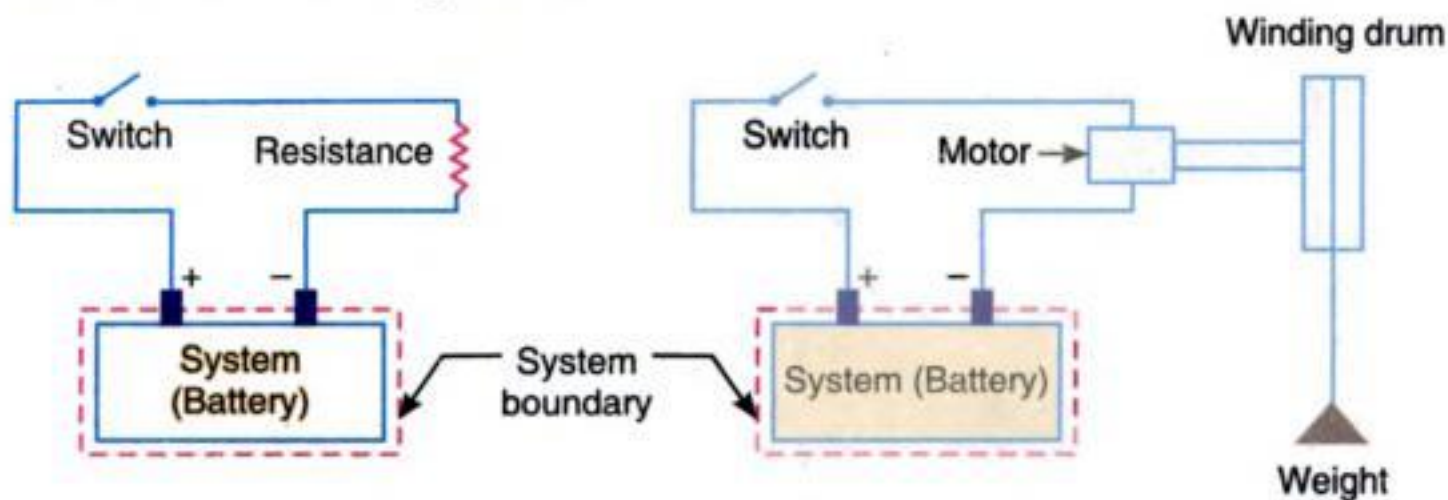 Winding drum
Switch
Resistance
Switch
Motor
+ −
+ −
System
(Battery)
System
boundary
System (Battery)
Weight